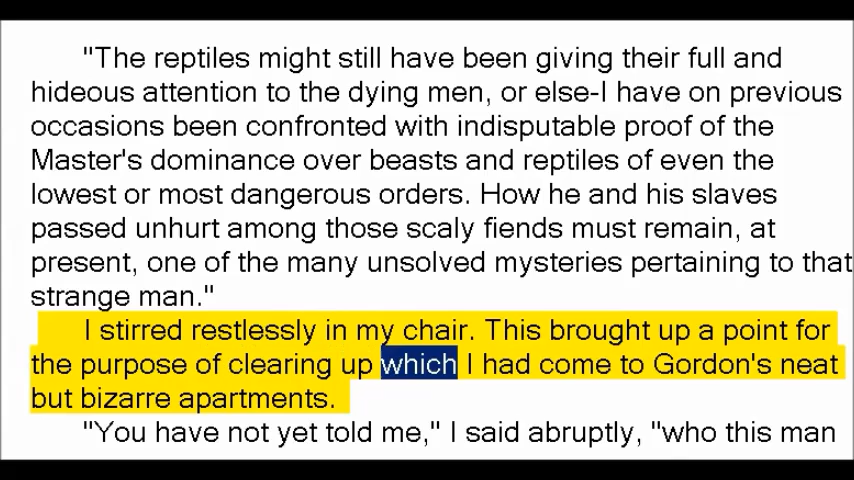 "The reptiles might still have been giving their full and
hideous attention to the dying men, or else-I have on previous
occasions been confronted with indisputable proof of the
Master's dominance over beasts and reptiles of even the
lowest or most dangerous orders. How he and his slaves
passed unhurt among those scaly fiends must remain, at
present, one of the many unsolved mysteries pertaining to that
strange man."
I stirred restlessly in my chair. This brought up a point for
the purpose of clearing up which I had come to Gordon's neat
but bizarre apartments.
"You have not yet told me," I said abruptly, "who this man